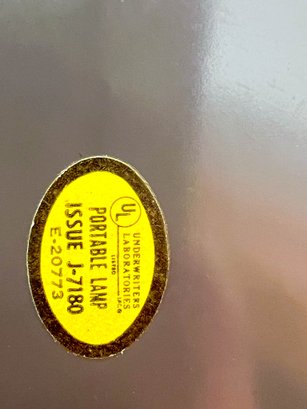 UL
UNDERWRITERS
LABORATORIES
LISTED INC.®
PORTABLE LAMP
ISSUE J-7180
E-20773